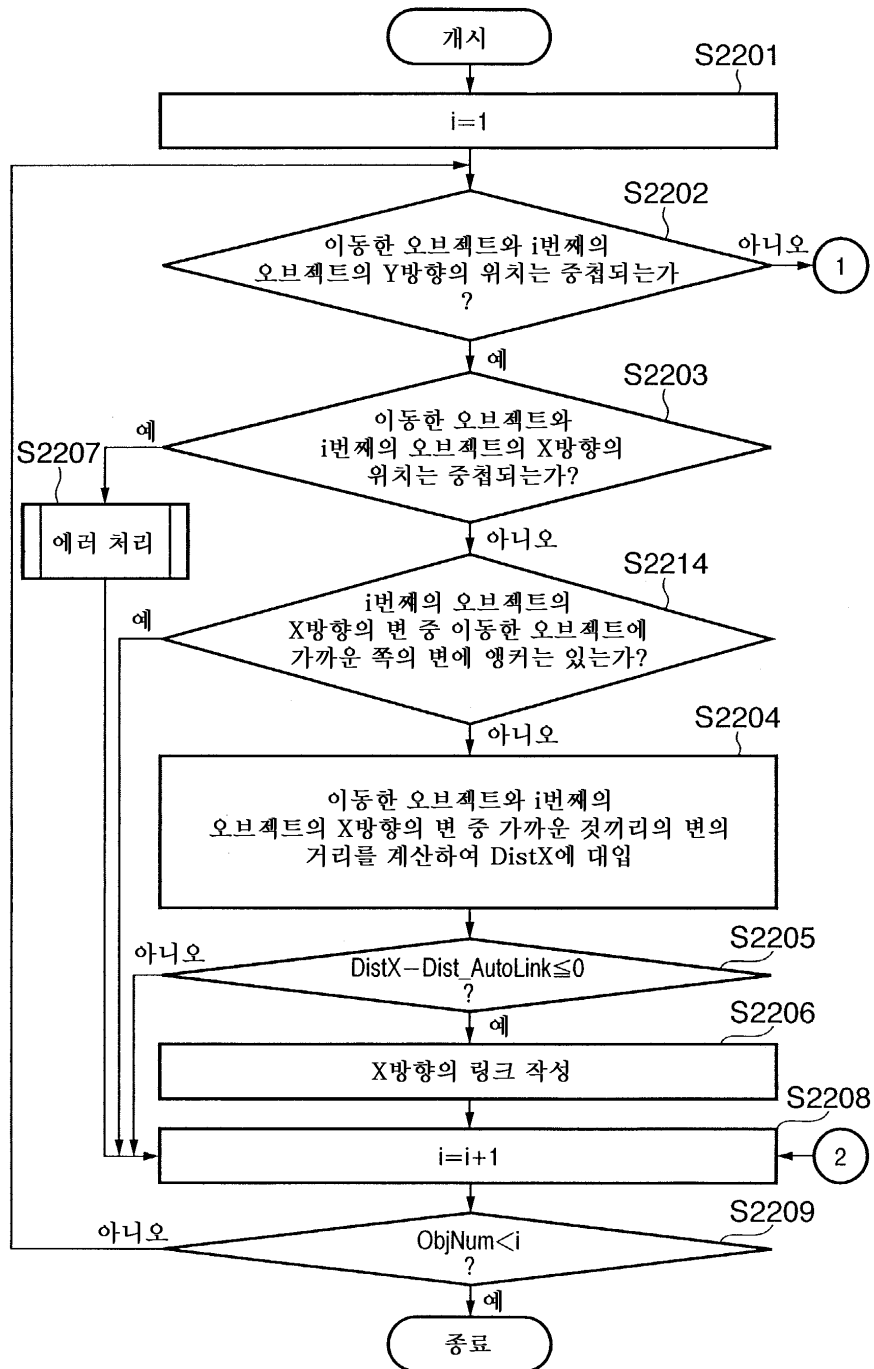 개시
S2201
i=1
S2202
이동한 오브젝트와 i번째의
오브젝트의 Y방향의 위치는 중첩되는가
?
아니오
1
예
S2203
이동한 오브젝트와
i번째의 오브젝트의 X방향의
위치는 중첩되는가?
예
S2207
에러 처리
아니오
S2214
i번째의 오브젝트의
X방향의 변 중 이동한 오브젝트에
가까운 쪽의 변에 앵커는 있는가?
예
아니오
S2204
이동한 오브젝트와 i번째의
오브젝트의 X방향의 변 중 가까운 것끼리의 변의
거리를 계산하여 DistX에 대입
S2205
아니오
DistX－Dist_AutoLink≦0
?
예
S2206
X방향의 링크 작성
S2208
i=i+1
2
S2209
아니오
ObjNum<i
?
예
종료